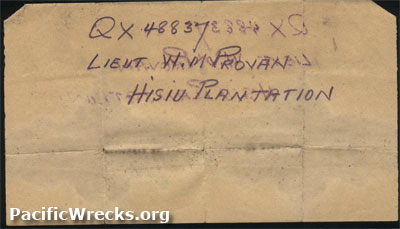 QX 48837
LIEUT H.M PROVAN
HISIU PLANTATION
PacificWrecks.org